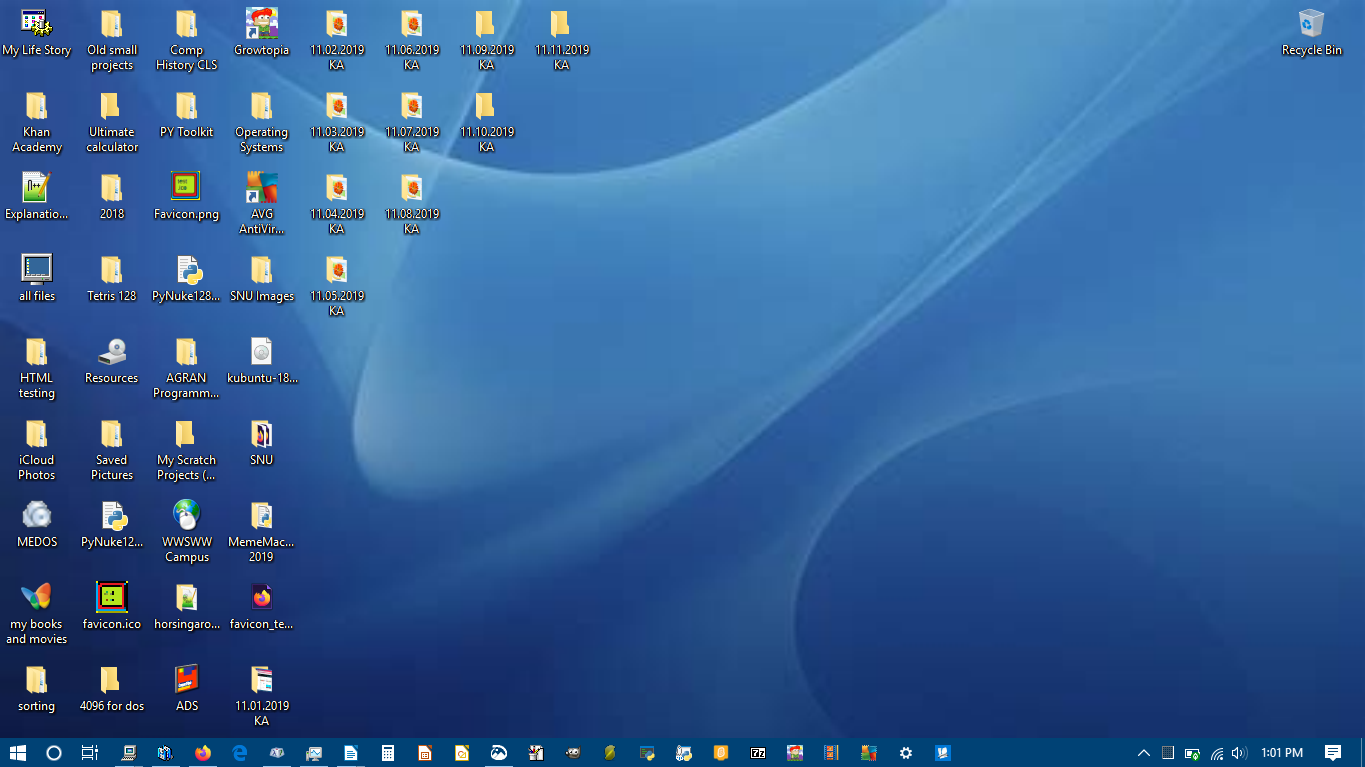 My Life Story
Old small
projects
Comp
History CLS
Growtopia
11.02.2019
KA
11.06.2019
KA
11.09.2019
KA
11.11.2019
KA
Recycle Bin
Khan
Academy
Ultimate
calculator
PY Toolkit
Operating
Systems
11.03.2019
KA
11.07.2019
KA
11.10.2019
KA
Explanatio...
2018
Favicon.png
AVG
AntiVir...
11.04.2019
KA
11.08.2019
KA
all files
Tetris 128
PyNuke128...
SNU Images
11.05.2019
KA
HTML
testing
Resources
AGRAN
Programm...
kubuntu-18...
iCloud
Photos
Saved
Pictures
My Scratch
Projects (...
SNU
MEDOS
PyNuke12...
WWSWW
Campus
MemeMac...
2019
my books
and movies
favicon.ico
horsingaro...
favicon_te...
sorting
4096 for dos
ADS
11.01.2019
KA
1:01 PM